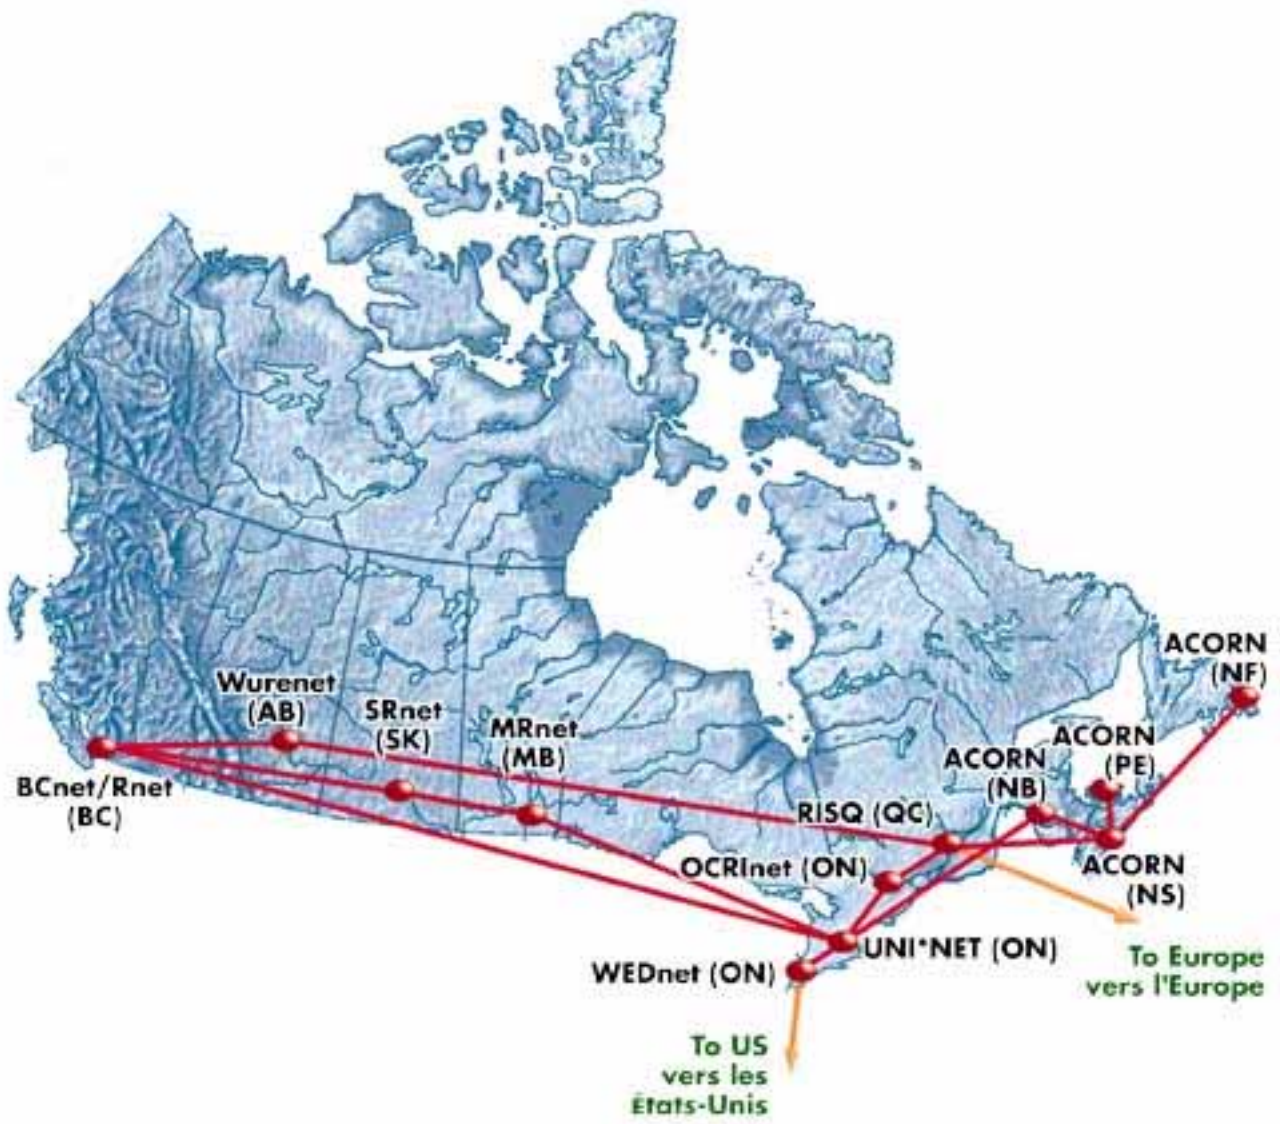 ACORN
(NF)
Wurenet
(AB)
SRnet
(SK)
MRnet
(MB)
ACORN
(PE)
ACORN
(NB)
BCnet/Rnet
(BC)
RISQ (QC)
OCRInet (ON)
ACORN
(NS)
UNI*NET (ON)
WEDnet (ON)
To Europe
vers l'Europe
To US
vers les
États-Unis